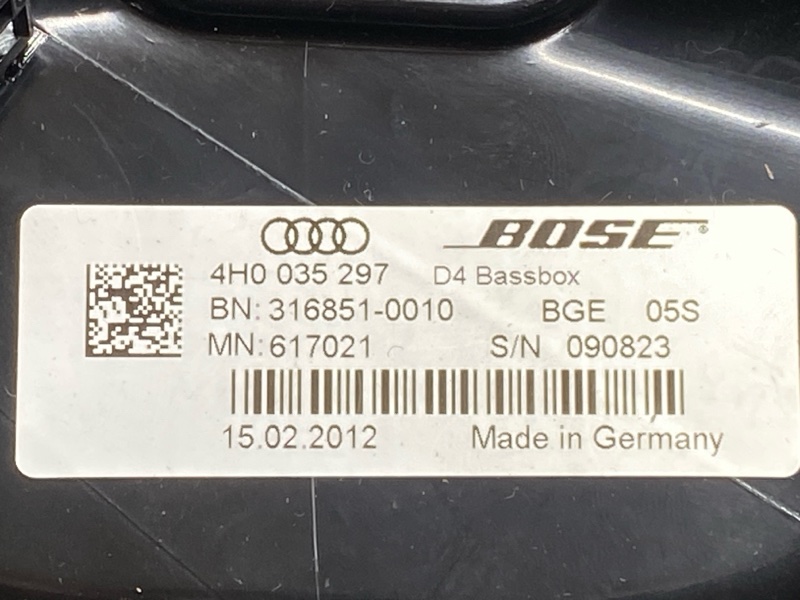 BOSE®
4H0 035 297 D4 Bassbox
BN: 316851-0010 BGE 05S
MN: 617021 S/N 090823
15.02.2012 Made in Germany